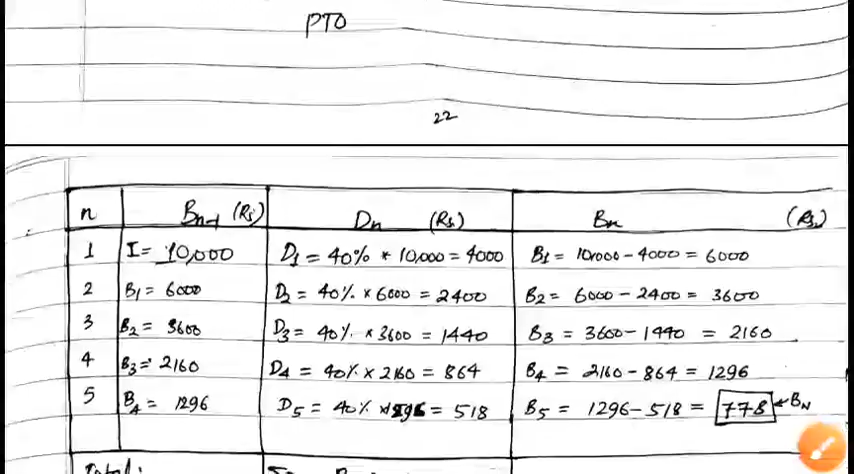 PTO
22
n Bn-1 (Rs) Dn (Rs) Bn (Rs)
1 I = 10,000 D1 = 40% * 10,000 = 4000 B1 = 10,000 - 4000 = 6000
2 B1 = 6000 D2 = 40% × 6000 = 2400 B2 = 6000 - 2400 = 3600
3 B2 = 3600 D3 = 40% × 3600 = 1440 B3 = 3600 - 1440 = 2160
4 B3 = 2160 D4 = 40% × 2160 = 864 B4 = 2160 - 864 = 1296
5 B4 = 1296 D5 = 40% × 1296 = 518 B5 = 1296 - 518 = 778 ← BN
Total: